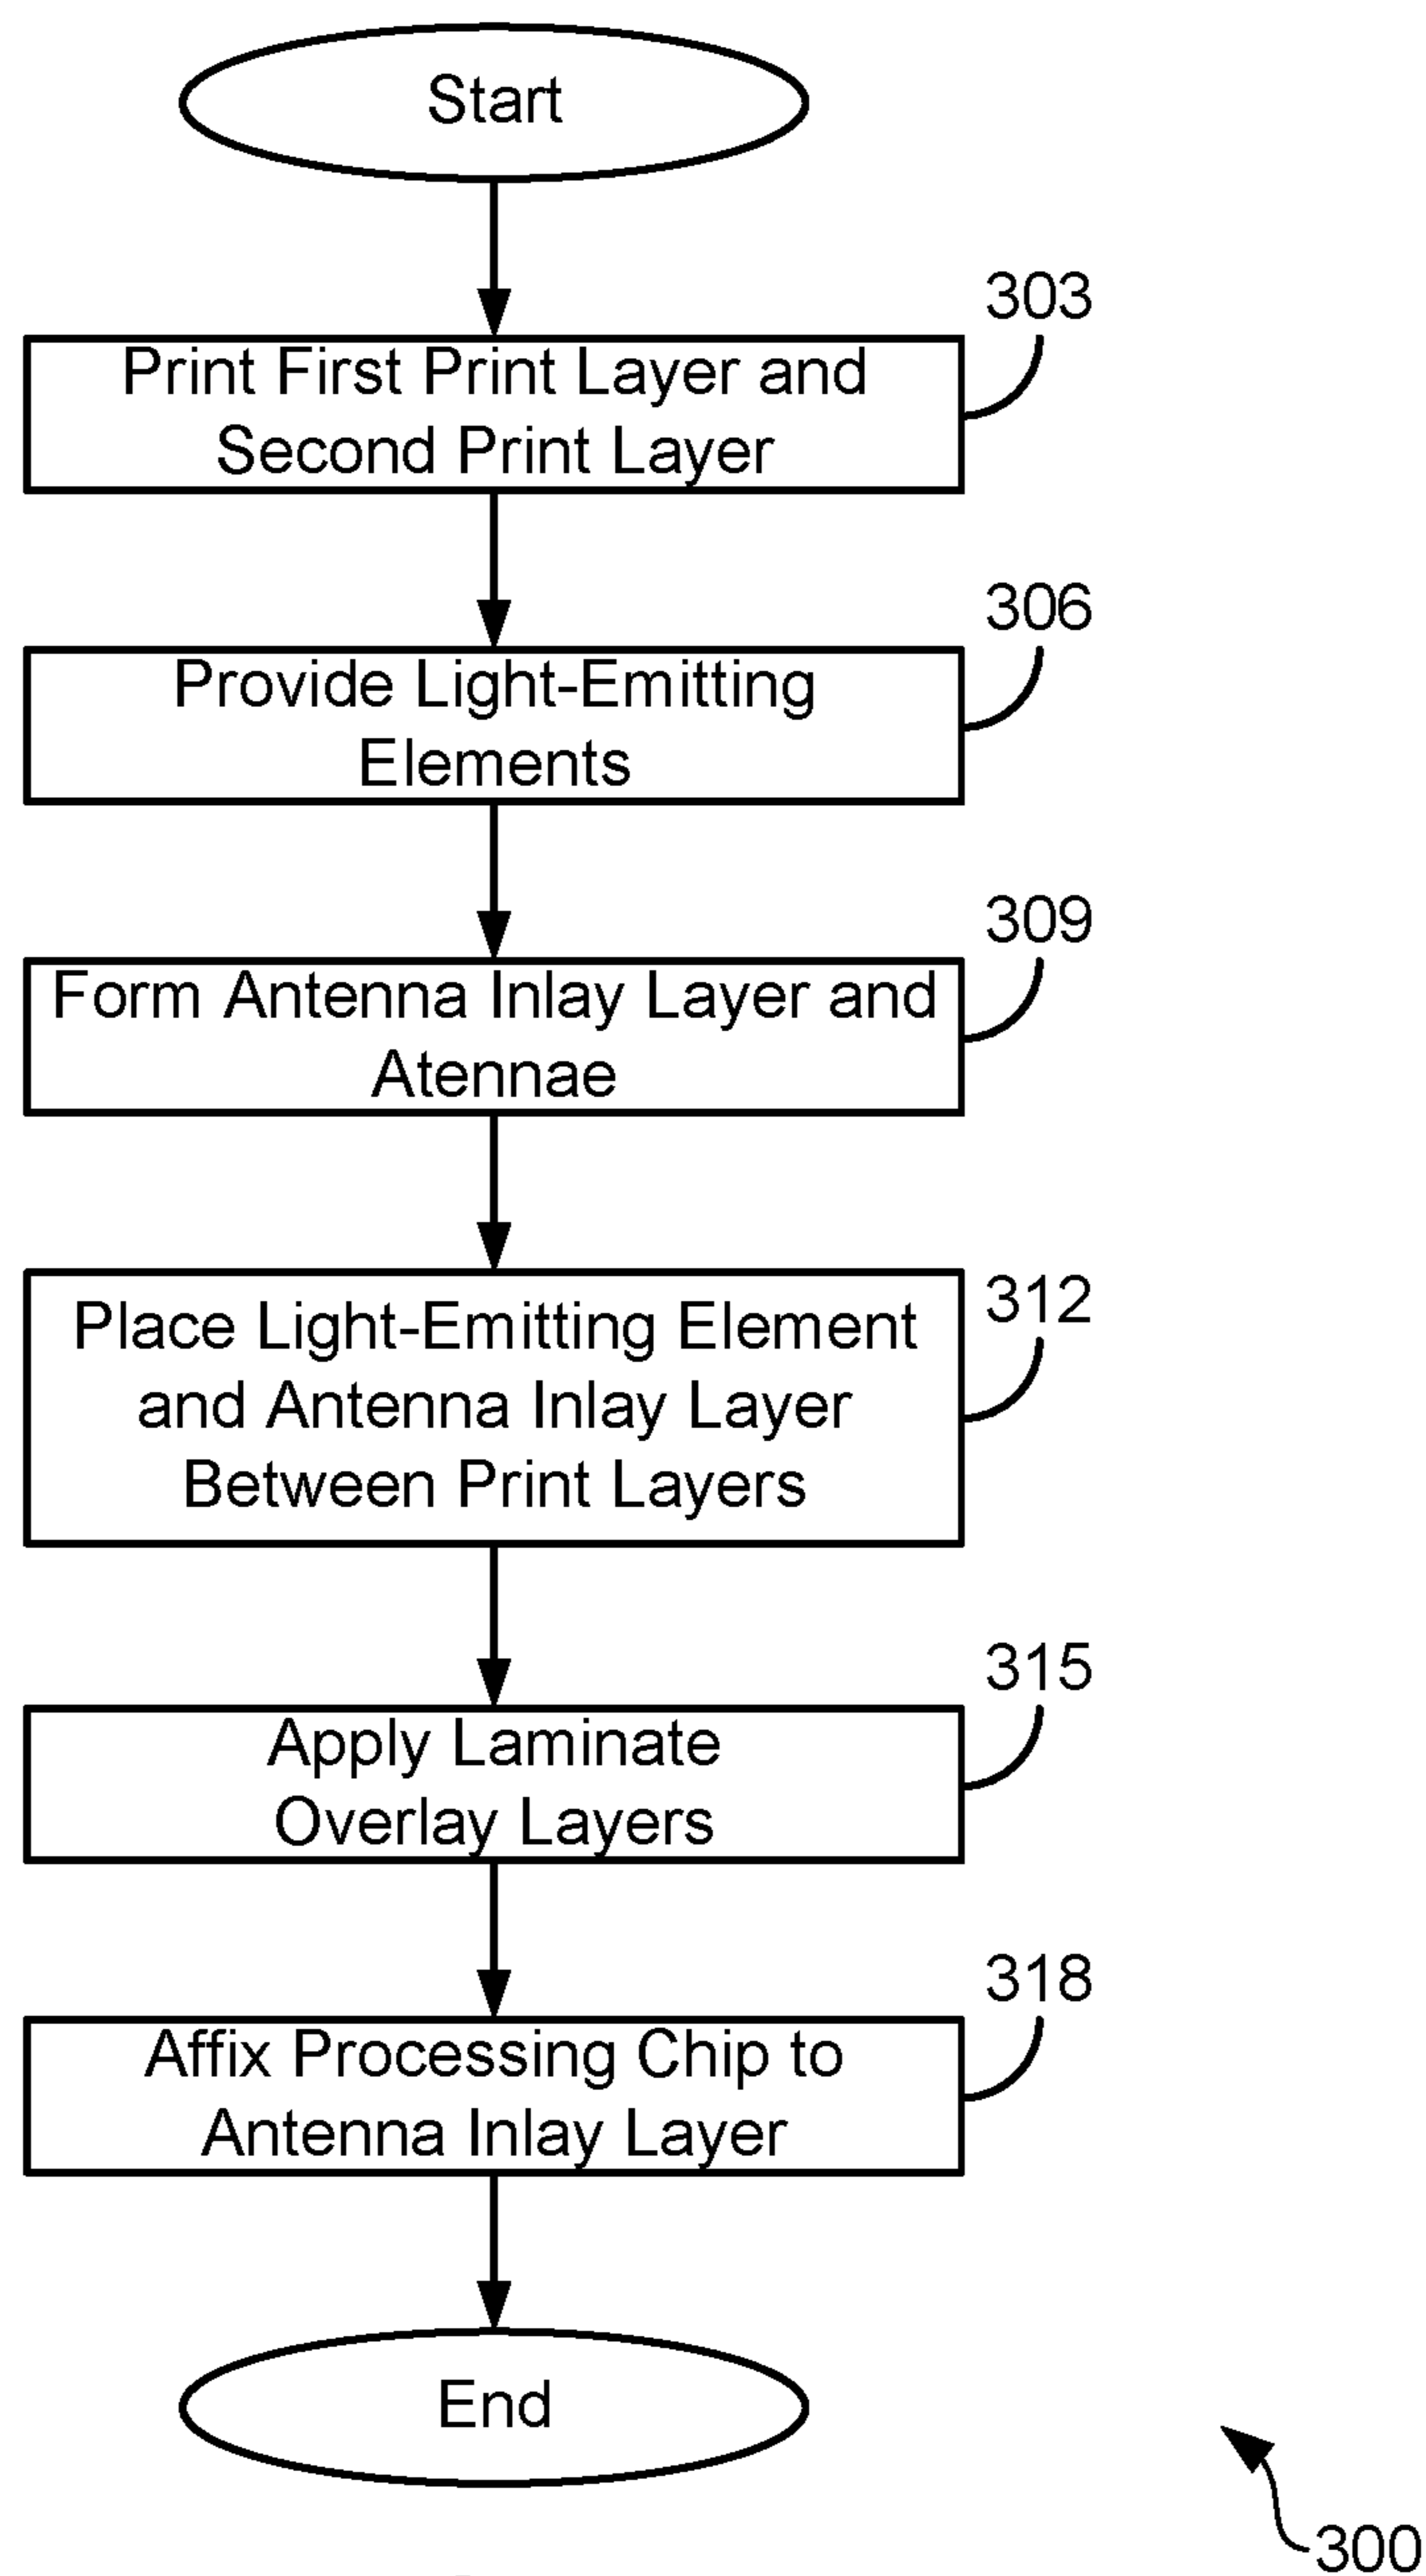 Start
303
Print First Print Layer and
Second Print Layer
306
Provide Light-Emitting
Elements
309
Form Antenna Inlay Layer and
Atennae
312
Place Light-Emitting Element
and Antenna Inlay Layer
Between Print Layers
315
Apply Laminate
Overlay Layers
318
Affix Processing Chip to
Antenna Inlay Layer
End
300